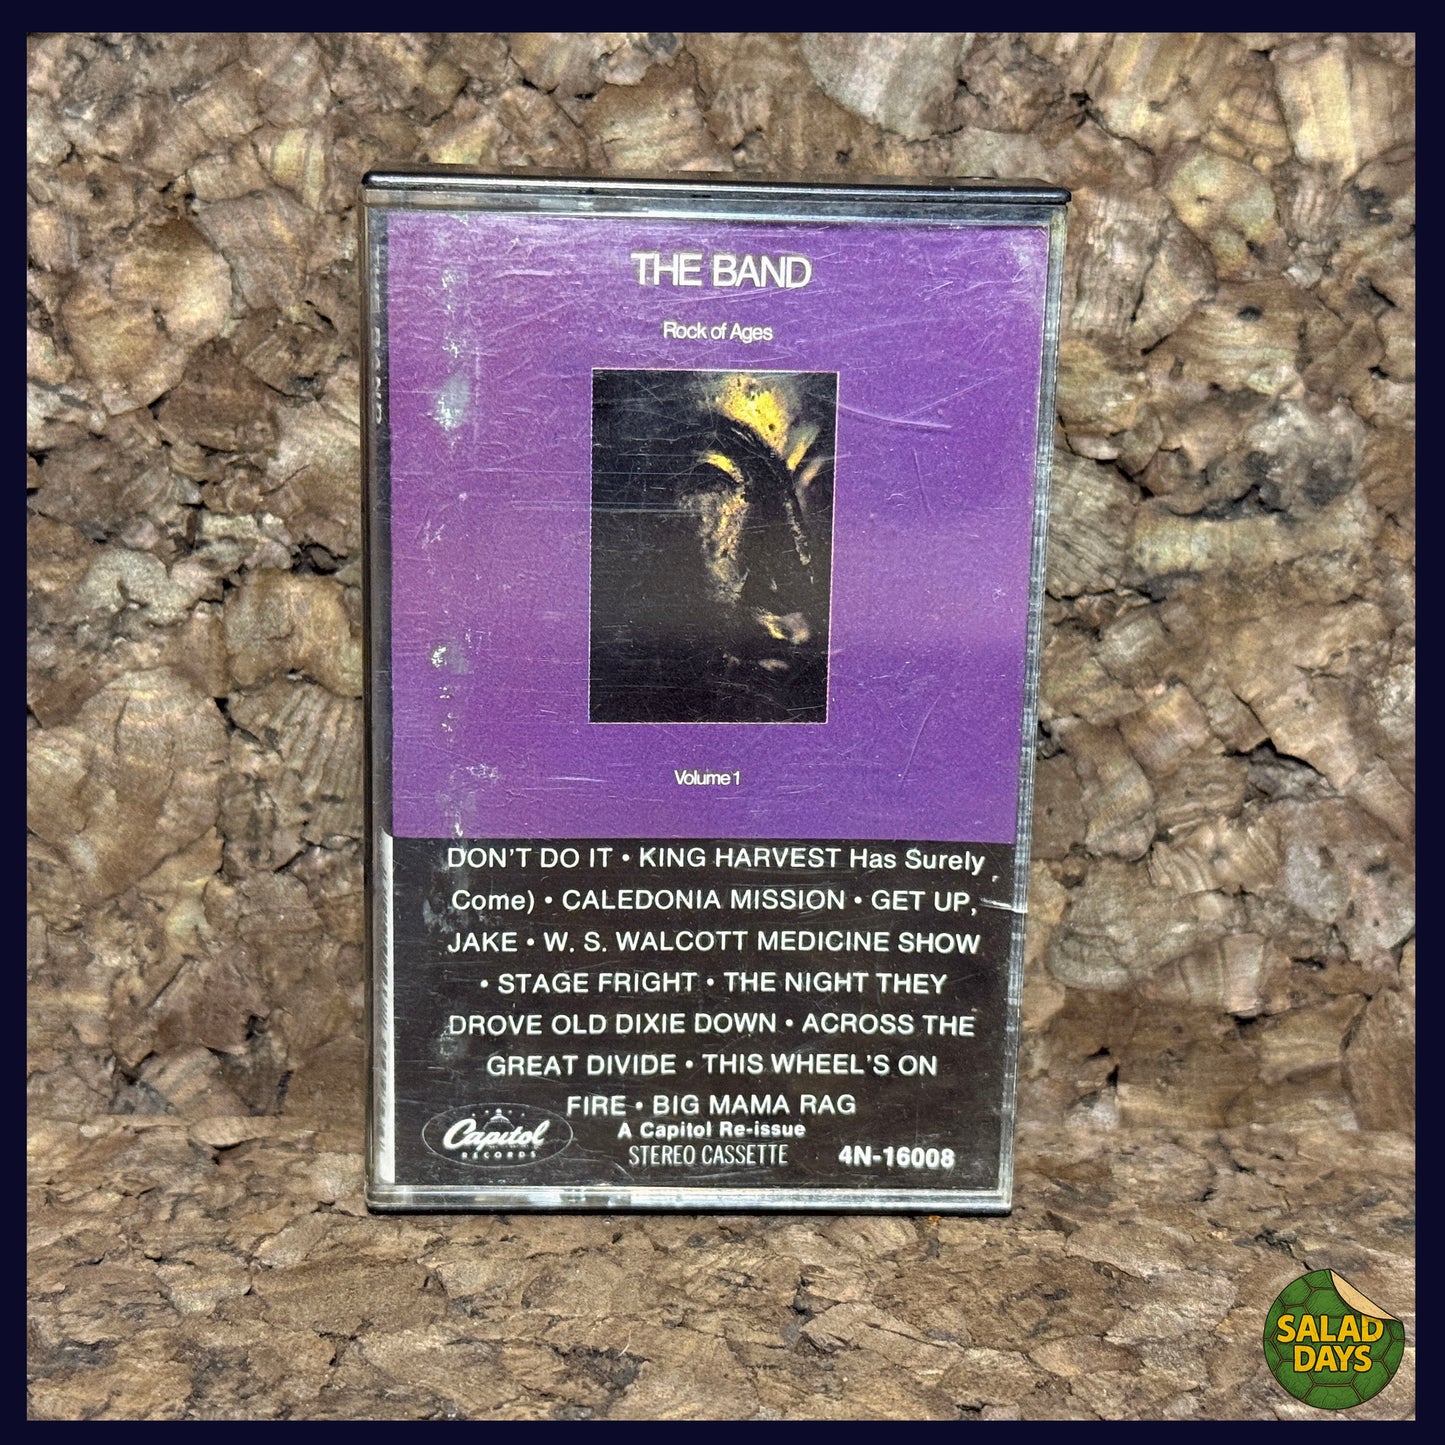 THE BAND
Rock of Ages
Volume 1
DON'T DO IT • KING HARVEST Has Surely
Come) • CALEDONIA MISSION • GET UP,
JAKE • W. S. WALCOTT MEDICINE SHOW
• STAGE FRIGHT • THE NIGHT THEY
DROVE OLD DIXIE DOWN • ACROSS THE
GREAT DIVIDE • THIS WHEEL'S ON
FIRE • BIG MAMA RAG
A Capitol Re-issue
Capitol
RECORDS
STEREO CASSETTE
4N-16008
SALAD
DAYS